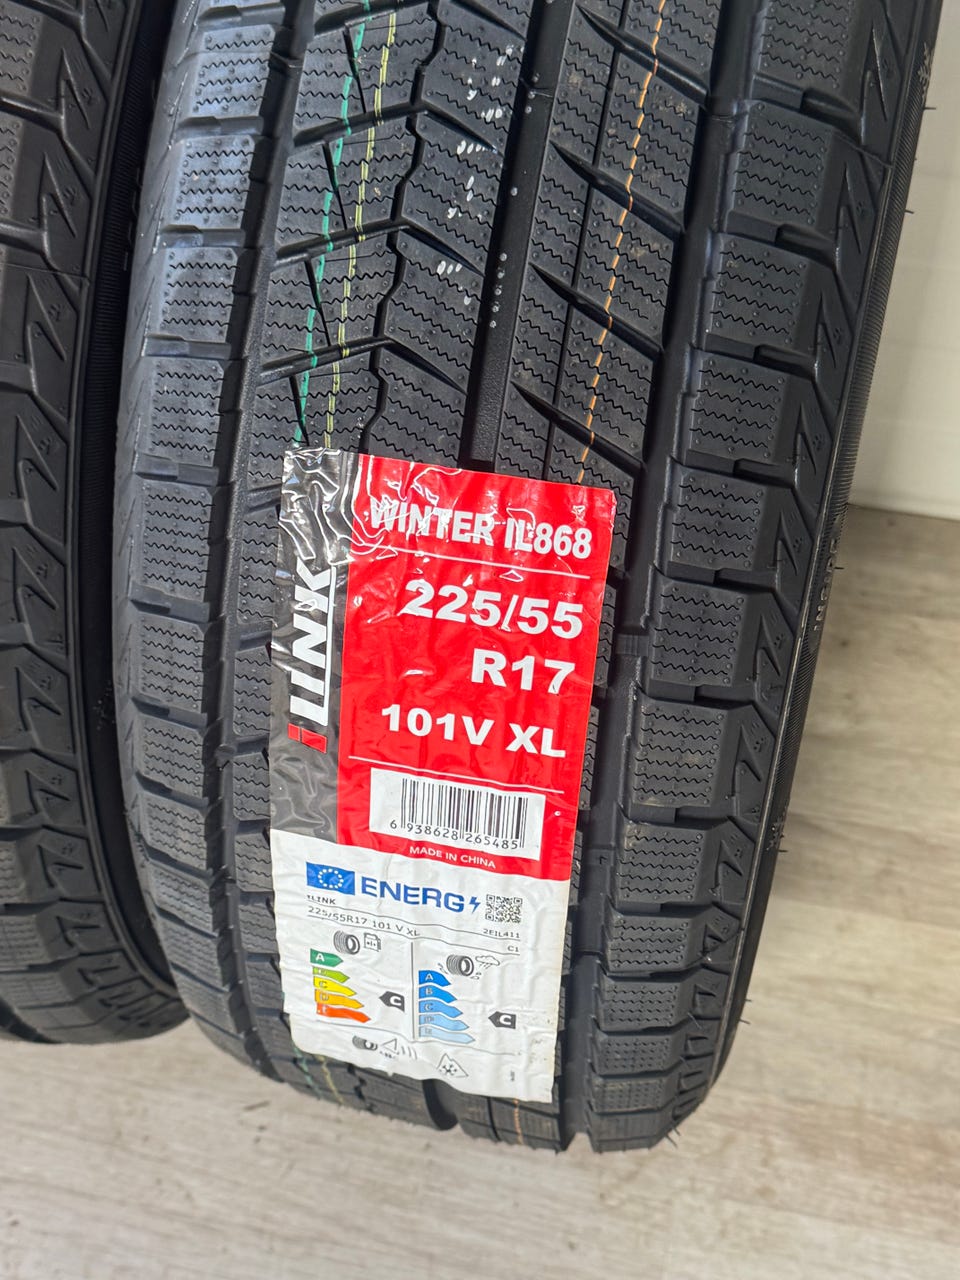 iLINK
WINTER IL868
225/55
R17
101V XL
6 938628 265485
MADE IN CHINA
ENERG
ILINK
2EIL411
225/55R17 101 V XL
C1
A
C
D
E
C
A
B
C
D
E
C